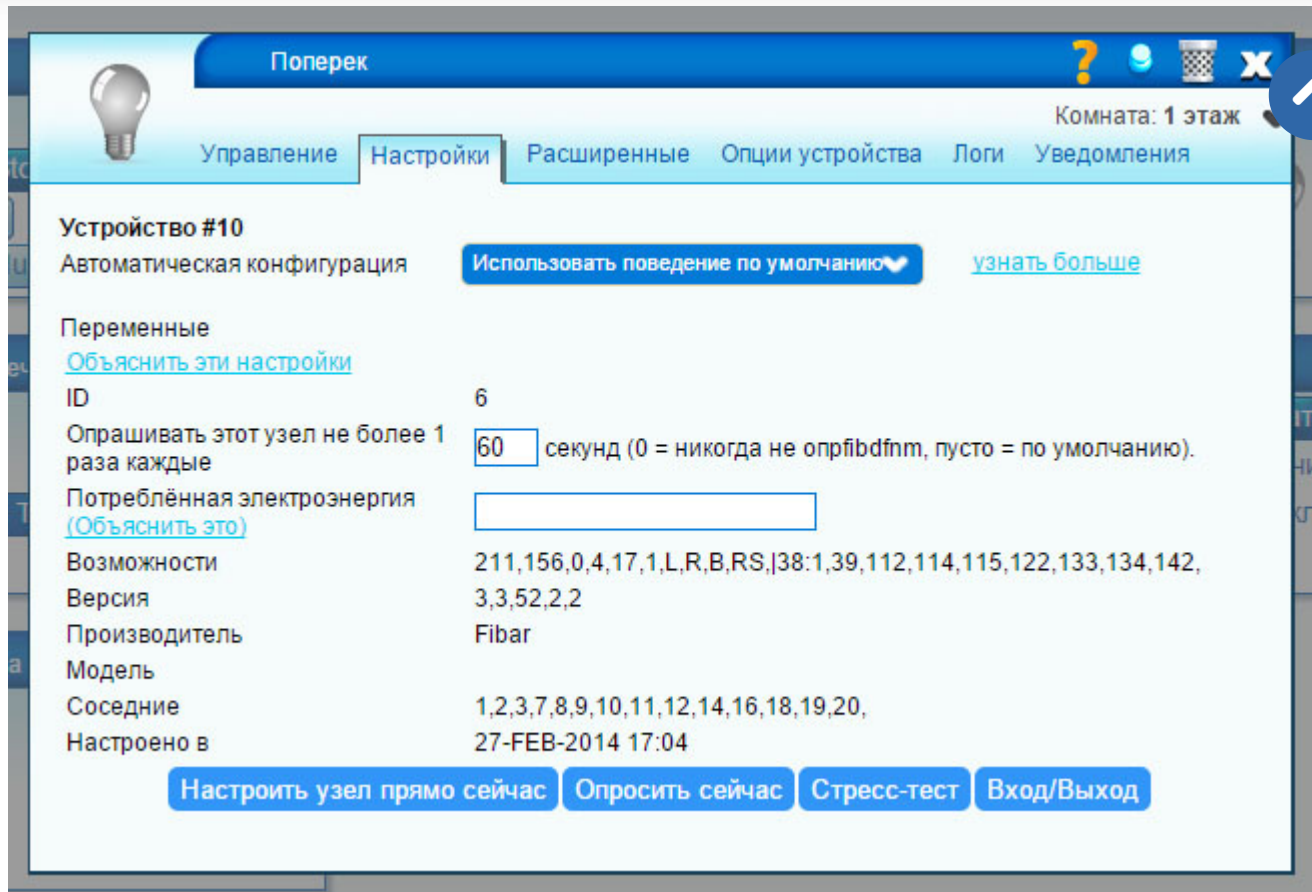 Поперек
Комната: 1 этаж
Управление Настройки Расширенные Опции устройства Логи Уведомления
Устройство #10
Автоматическая конфигурация Использовать поведение по умолчанию узнать больше
Переменные
Объяснить эти настройки
ID 6
Опрашивать этот узел не более 1
раза каждые 60 секунд (0 = никогда не onpfibdfnm, пусто = по умолчанию).
Потреблённая электроэнергия
(Объяснить это)
Возможности 211,156,0,4,17,1,L,R,B,RS,|38:1,39,112,114,115,122,133,134,142,
Версия 3,3,52,2,2
Производитель Fibar
Модель
Соседние 1,2,3,7,8,9,10,11,12,14,16,18,19,20,
Настроено в 27-FEB-2014 17:04
Настроить узел прямо сейчас Опросить сейчас Стресс-тест Вход/Выход